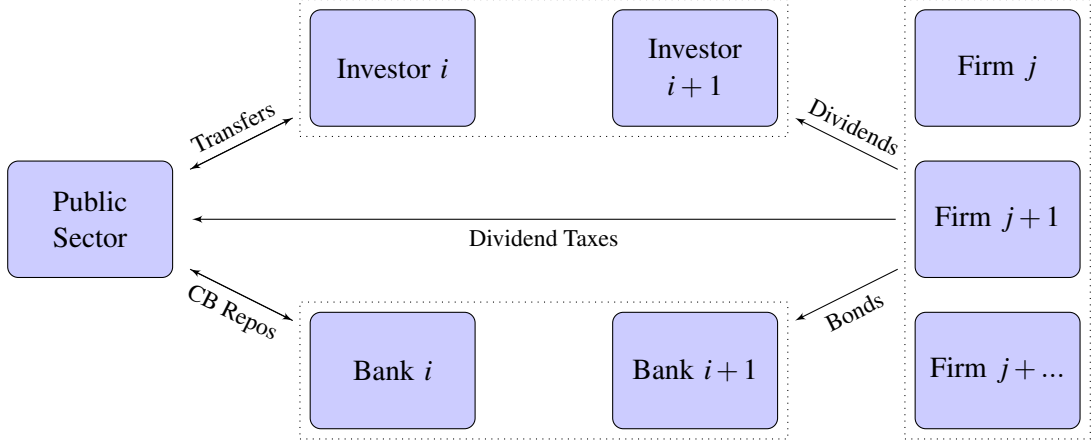 Investor i
Investor
i + 1
Firm j
Transfers
Dividends
Public
Sector
Firm j + 1
Dividend Taxes
CB Repos
Bonds
Bank i
Bank i + 1
Firm j + ...